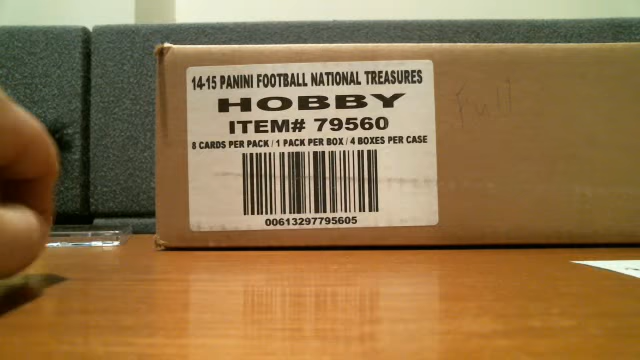 14-15 PANINI FOOTBALL NATIONAL TREASURES
HOBBY
ITEM# 79560
8 CARDS PER PACK / 1 PACK PER BOX / 4 BOXES PER CASE
00613297795605
Full